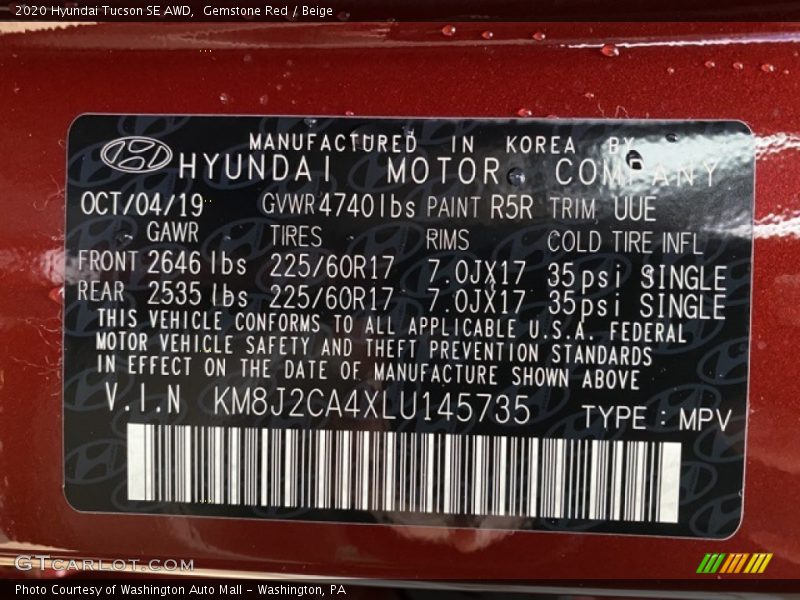 2020 Hyundai Tucson SE AWD,  Gemstone Red / Beige
MANUFACTURED IN KOREA BY
HYUNDAI MOTOR COMPANY
OCT/04/19 GVWR 4740lbs PAINT R5R TRIM UUE
GAWR TIRES RIMS COLD TIRE INFL
FRONT 2646 lbs 225/60R17 7.0JX17 35psi SINGLE
REAR 2535 lbs 225/60R17 7.0JX17 35psi SINGLE
THIS VEHICLE CONFORMS TO ALL APPLICABLE U.S.A. FEDERAL
MOTOR VEHICLE SAFETY AND THEFT PREVENTION STANDARDS
IN EFFECT ON THE DATE OF MANUFACTURE SHOWN ABOVE
V.I.N KM8J2CA4XLU145735 TYPE : MPV
GTCARLOT.COM
Photo Courtesy of Washington Auto Mall - Washington, PA